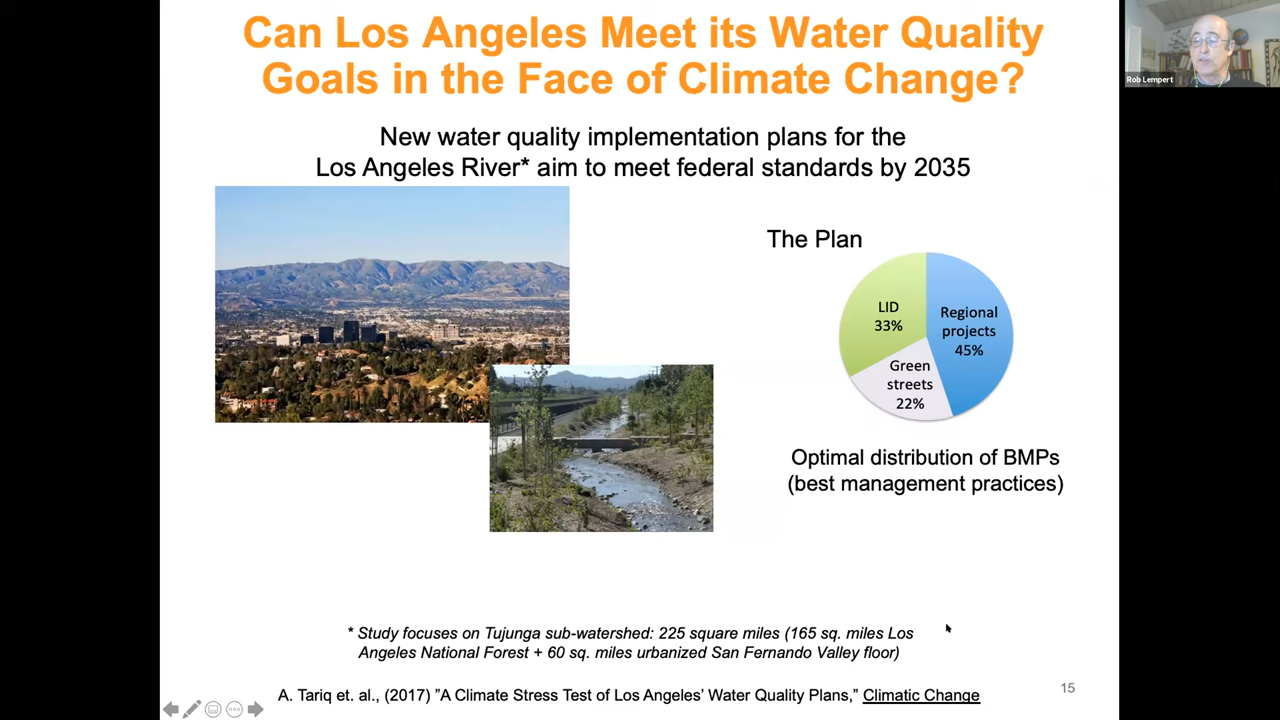 Can Los Angeles Meet its Water Quality
Goals in the Face of Climate Change?
Rob Lempert
New water quality implementation plans for the
Los Angeles River* aim to meet federal standards by 2035
The Plan
LID
33%
Regional
projects
45%
Green
streets
22%
Optimal distribution of BMPs
(best management practices)
* Study focuses on Tujunga sub-watershed: 225 square miles (165 sq. miles Los
Angeles National Forest + 60 sq. miles urbanized San Fernando Valley floor)
A. Tariq et. al., (2017) ”A Climate Stress Test of Los Angeles’ Water Quality Plans,” Climatic Change
15